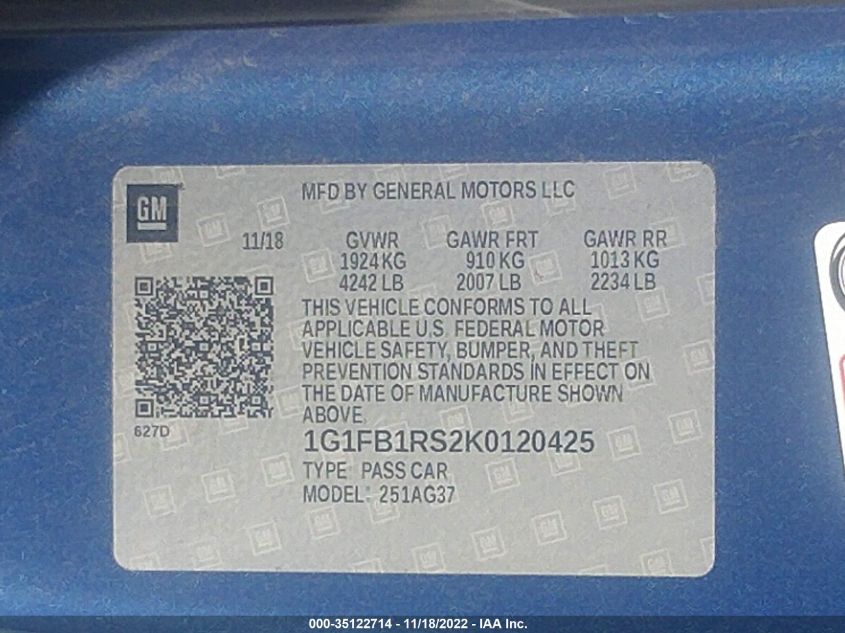 MFD BY GENERAL MOTORS LLC
GM
11/18 GVWR GAWR FRT GAWR RR
1924 KG 910 KG 1013 KG
4242 LB 2007 LB 2234 LB
THIS VEHICLE CONFORMS TO ALL
APPLICABLE U.S. FEDERAL MOTOR
VEHICLE SAFETY, BUMPER, AND THEFT
PREVENTION STANDARDS IN EFFECT ON
THE DATE OF MANUFACTURE SHOWN
ABOVE.
627D
1G1FB1RS2K0120425
TYPE: PASS CAR
MODEL: 251AG37
000-35122714 - 11/18/2022 - IAA Inc.